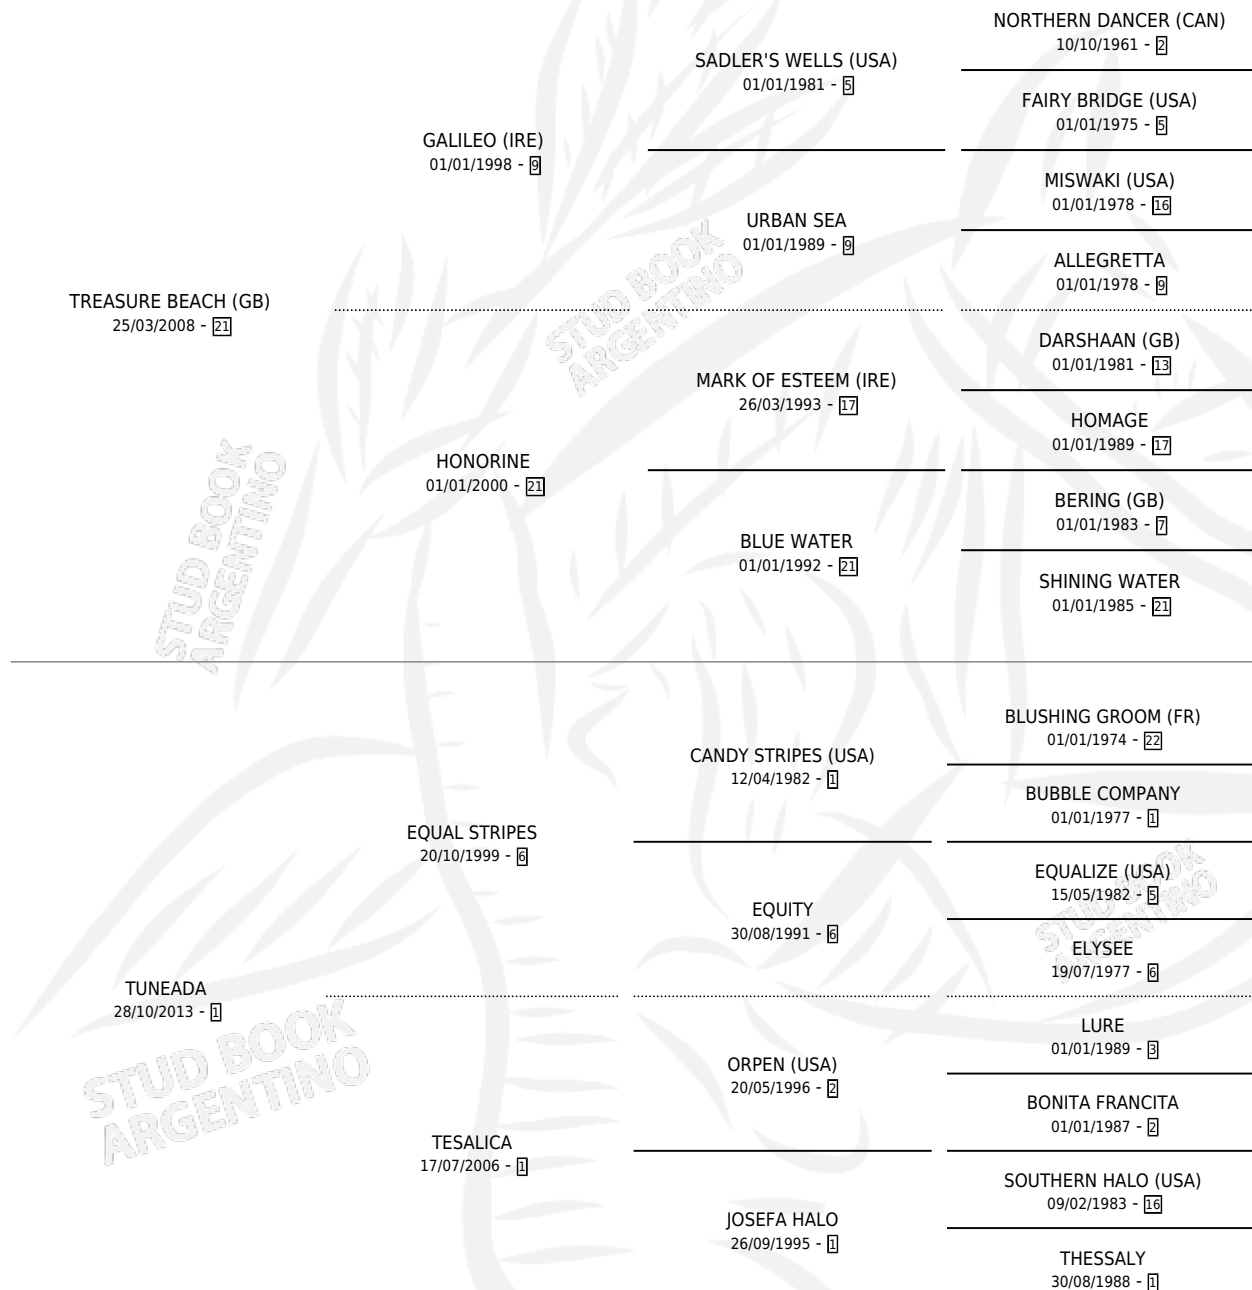 NORTHERN DANCER (CAN)
10/10/1961 - 2
SADLER'S WELLS (USA)
01/01/1981 - 5
FAIRY BRIDGE (USA)
01/01/1975 - 5
GALILEO (IRE)
01/01/1998 - 9
MISWAKI (USA)
01/01/1978 - 16
URBAN SEA
01/01/1989 - 9
ALLEGRETTA
01/01/1978 - 9
TREASURE BEACH (GB)
25/03/2008 - 21
DARSHAAN (GB)
01/01/1981 - 13
MARK OF ESTEEM (IRE)
26/03/1993 - 17
HOMAGE
01/01/1989 - 17
HONORINE
01/01/2000 - 21
BERING (GB)
01/01/1983 - 7
BLUE WATER
01/01/1992 - 21
SHINING WATER
01/01/1985 - 21
BLUSHING GROOM (FR)
01/01/1974 - 22
CANDY STRIPES (USA)
12/04/1982 - 1
BUBBLE COMPANY
01/01/1977 - 1
EQUAL STRIPES
20/10/1999 - 6
EQUALIZE (USA)
15/05/1982 - 5
EQUITY
30/08/1991 - 6
ELYSEE
19/07/1977 - 6
TUNEADA
28/10/2013 - 1
LURE
01/01/1989 - 3
ORPEN (USA)
20/05/1996 - 2
BONITA FRANCITA
01/01/1987 - 2
TESALICA
17/07/2006 - 1
SOUTHERN HALO (USA)
09/02/1983 - 16
JOSEFA HALO
26/09/1995 - 1
THESSALY
30/08/1988 - 1
STUD BOOK
ARGENTINO
STUD BOOK
ARGENTINO
STUD BOOK
ARGENTINO
STUD BOOK
ARGENTINO